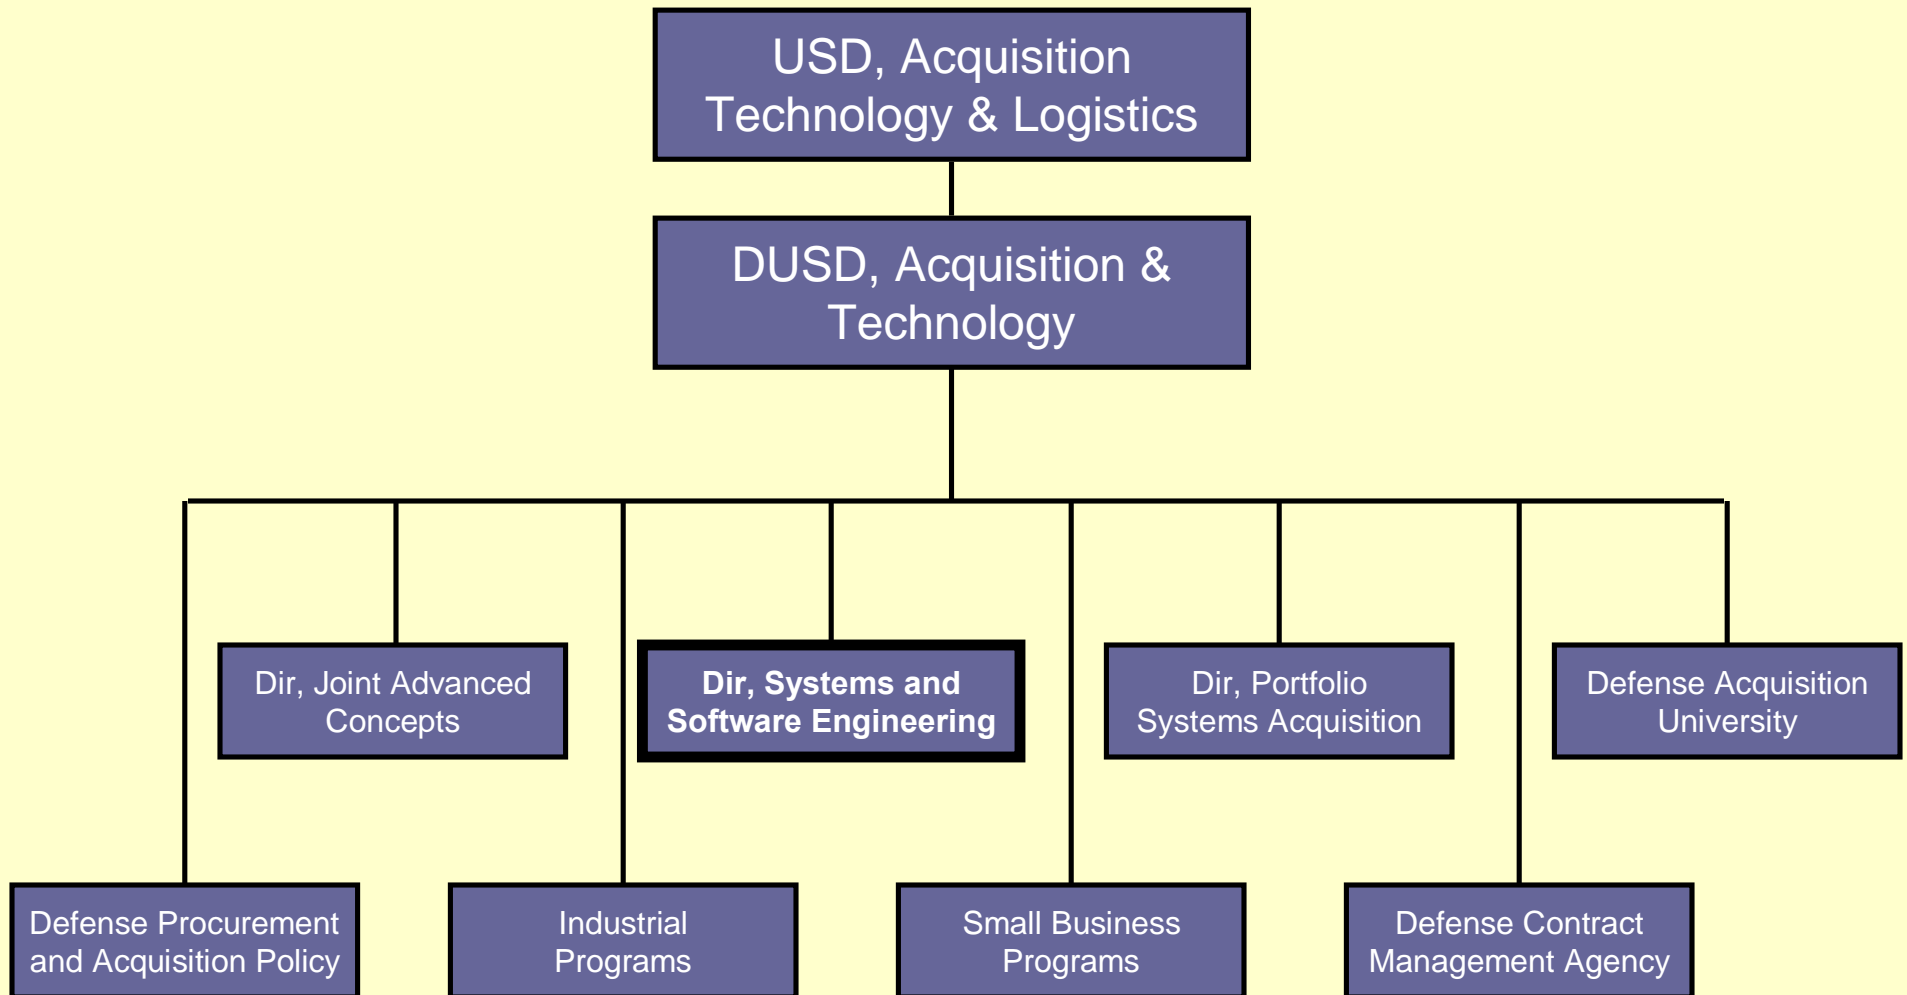 USD, Acquisition
Technology & Logistics
DUSD, Acquisition &
Technology
Dir, Joint Advanced
Concepts
Dir, Systems and
Software Engineering
Dir, Portfolio
Systems Acquisition
Defense Acquisition
University
Defense Procurement
and Acquisition Policy
Industrial
Programs
Small Business
Programs
Defense Contract
Management Agency